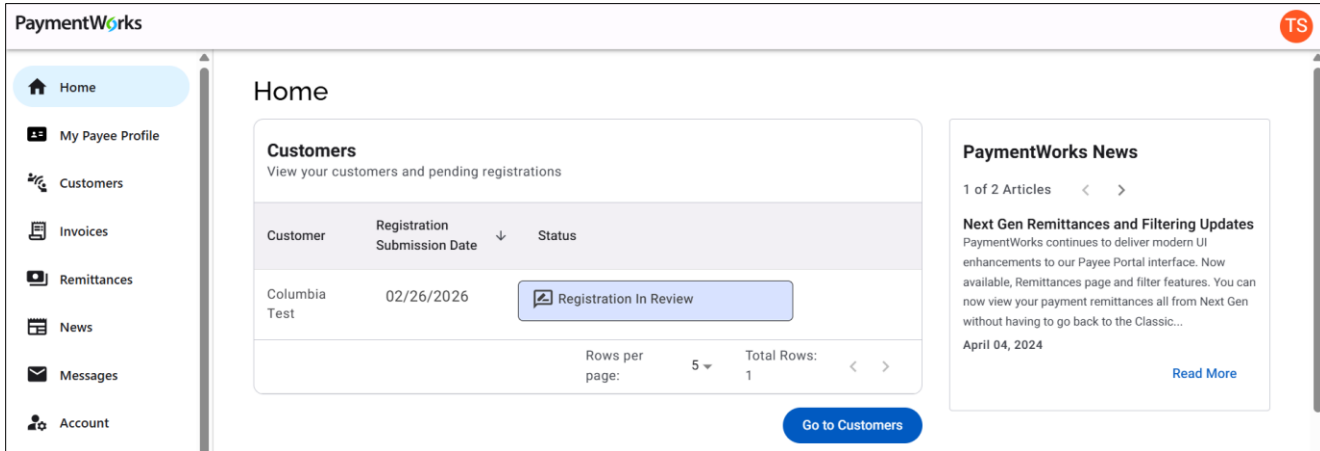 PaymentWorks
TS
Home
My Payee Profile
Customers
Invoices
Remittances
News
Messages
Account
Home
Customers
View your customers and pending registrations
Customer
Registration
Submission Date
Status
Columbia
Test
02/26/2026
Registration In Review
Rows per
page:
5
Total Rows:
1
Go to Customers
PaymentWorks News
1 of 2 Articles
Next Gen Remittances and Filtering Updates
PaymentWorks continues to deliver modern UI
enhancements to our Payee Portal interface. Now
available, Remittances page and filter features. You can
now view your payment remittances all from Next Gen
without having to go back to the Classic...
April 04, 2024
Read More